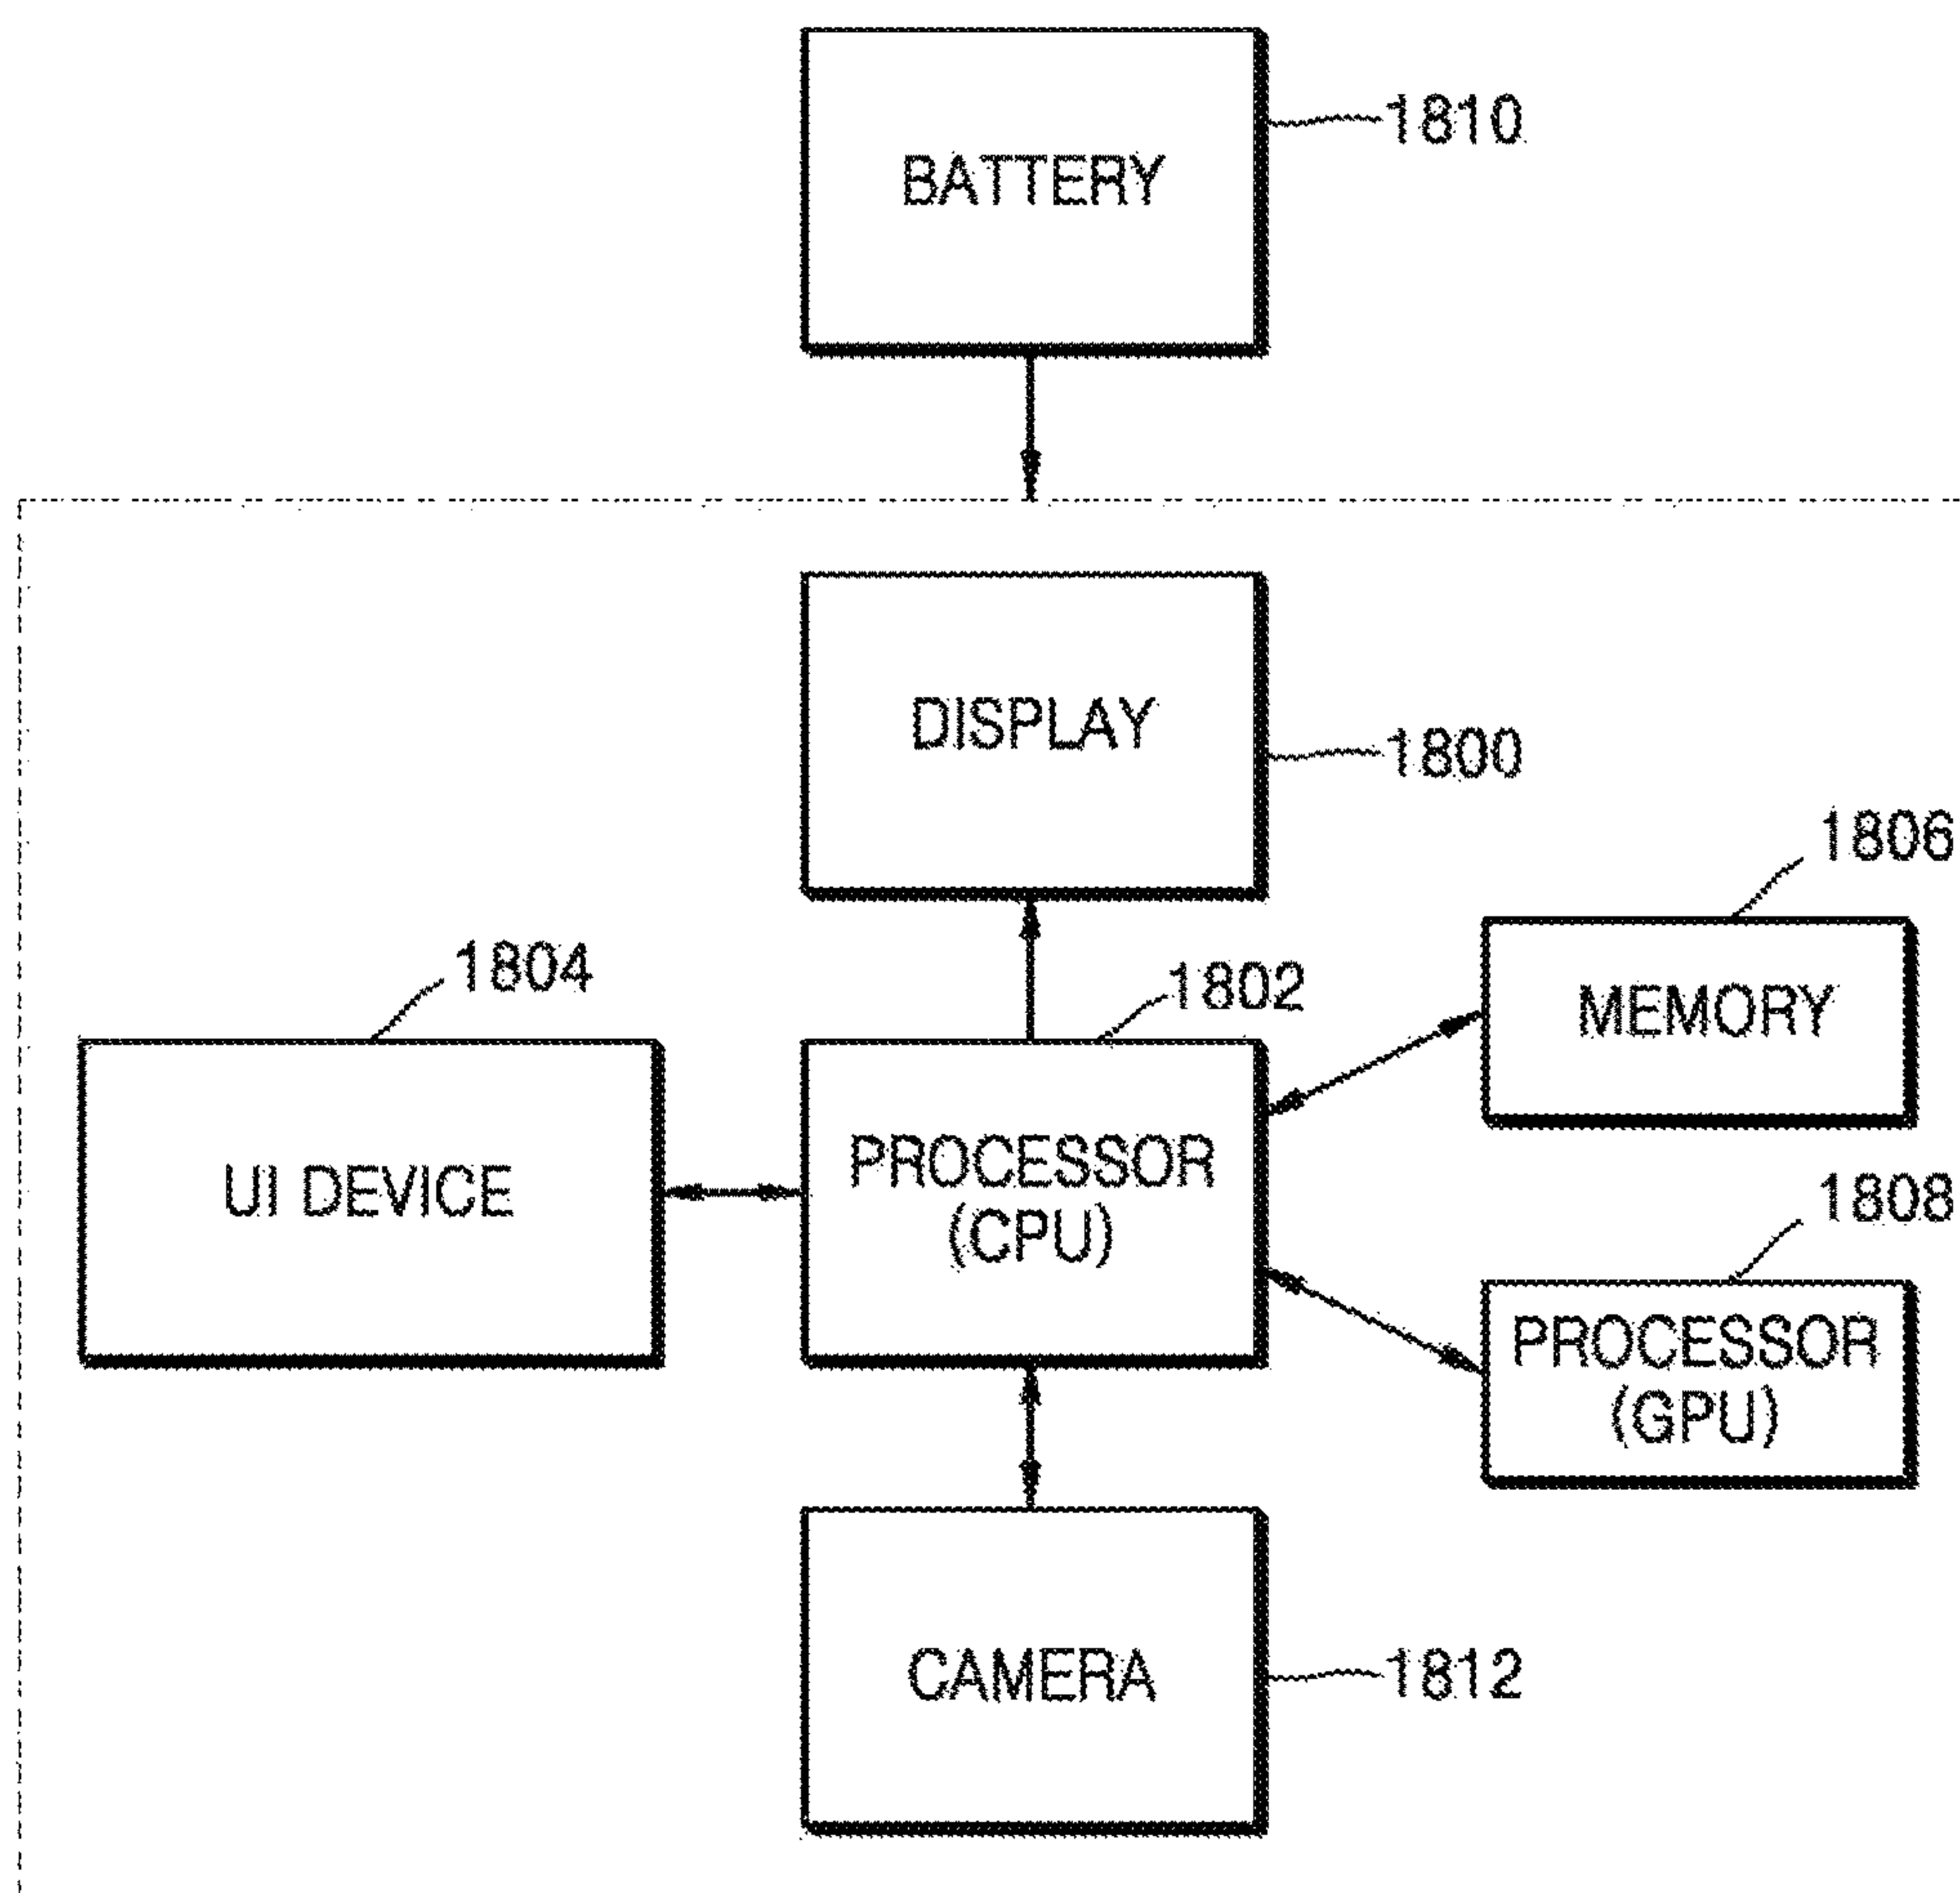 1810
BATTERY
DISPLAY
1800
1806
1804
1802
MEMORY
PROCESSOR
(CPU)
UI DEVICE
1808
PROCESSOR
(GPU)
CAMERA
1812